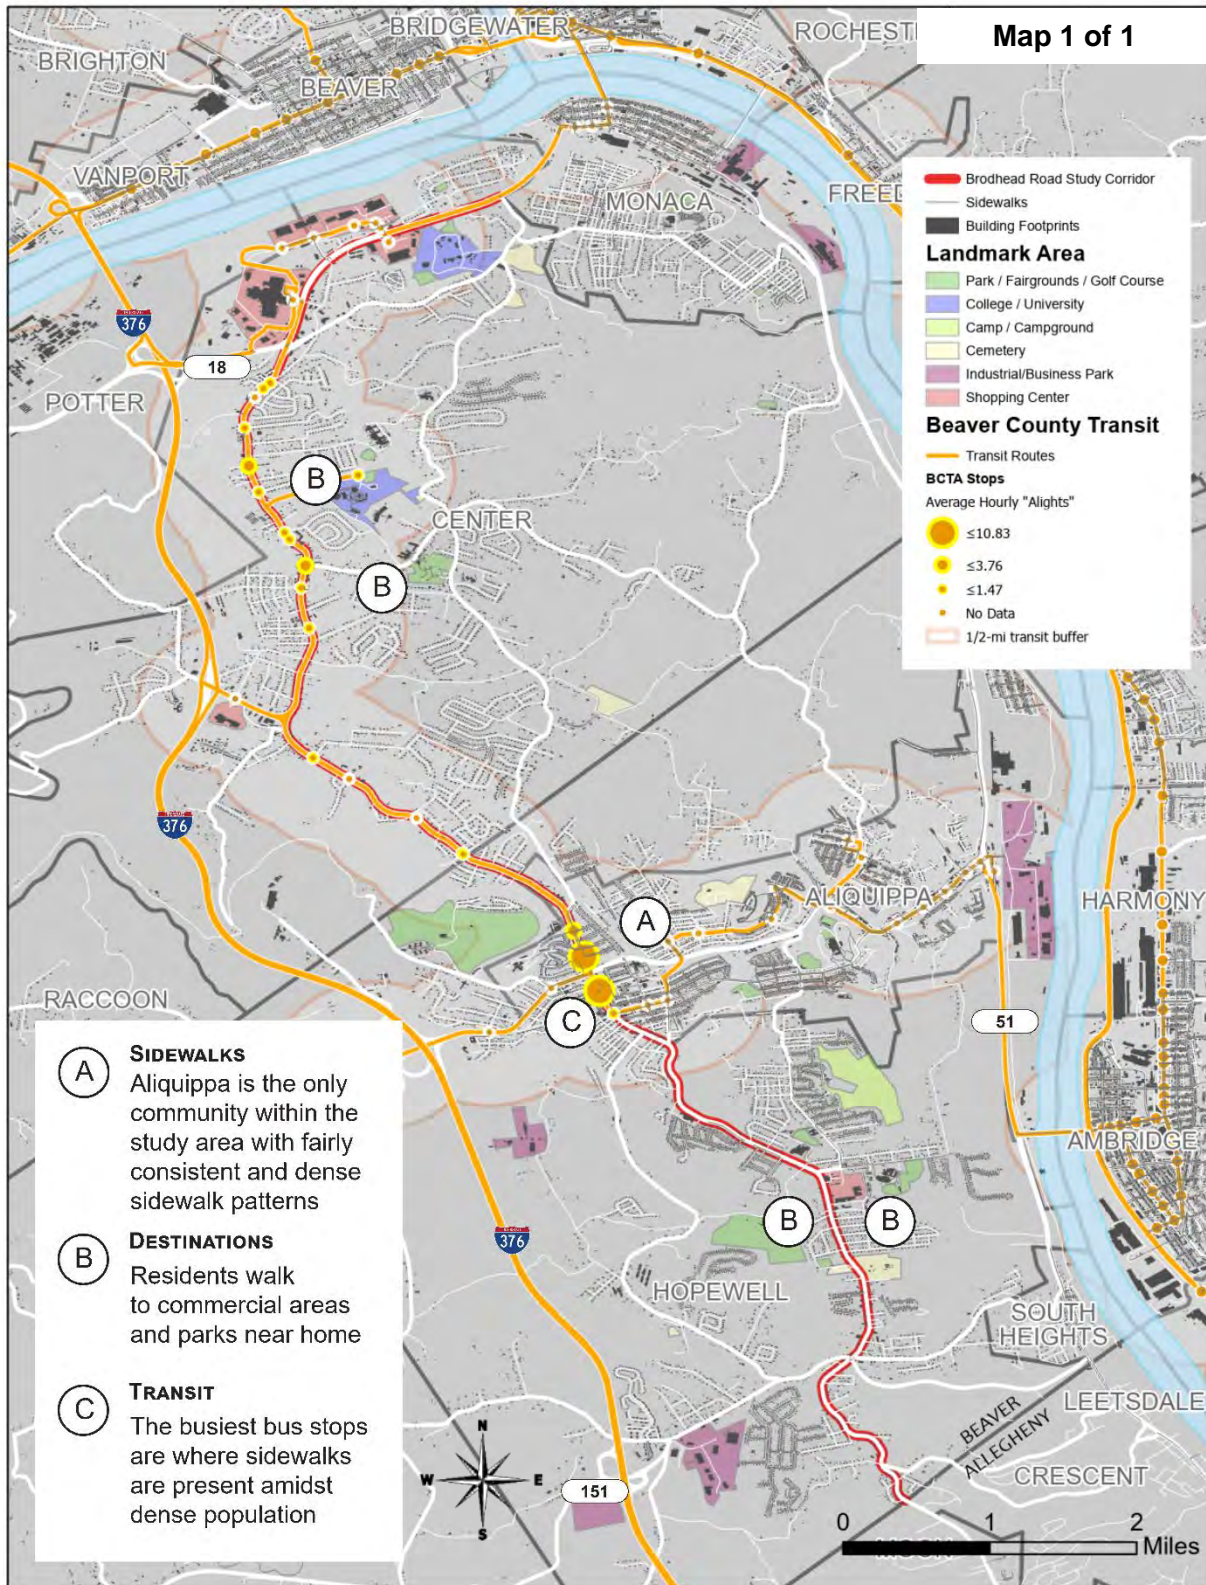 Map 1 of 1
BRIDGEWATER
BRIGHTON
BEAVER
VANPORT
MONACA
376
18
POTTER
CENTER
B
B
Brodhead Road Study Corridor
Sidewalks
Building Footprints
Landmark Area
Park / Fairgrounds / Golf Course
College / University
Camp / Campground
Cemetery
Industrial/Business Park
Shopping Center
Beaver County Transit
Transit Routes
BCTA Stops
Average Hourly "Alights"
≤10.83
≤3.76
≤1.47
No Data
1/2-mi transit buffer
376
A
ALIQUIPPA
HARMONY
RACCOON
C
51
AMBRIDGE
B
B
376
HOPEWELL
SOUTH
HEIGHTS
LEETSDALE
BEAVER
ALLEGHENY
CRESCENT
151
A
SIDEWALKS
Aliquippa is the only
community within the
study area with fairly
consistent and dense
sidewalk patterns
B
DESTINATIONS
Residents walk
to commercial areas
and parks near home
C
TRANSIT
The busiest bus stops
are where sidewalks
are present amidst
dense population
N
W E
S
0 1 2
Miles